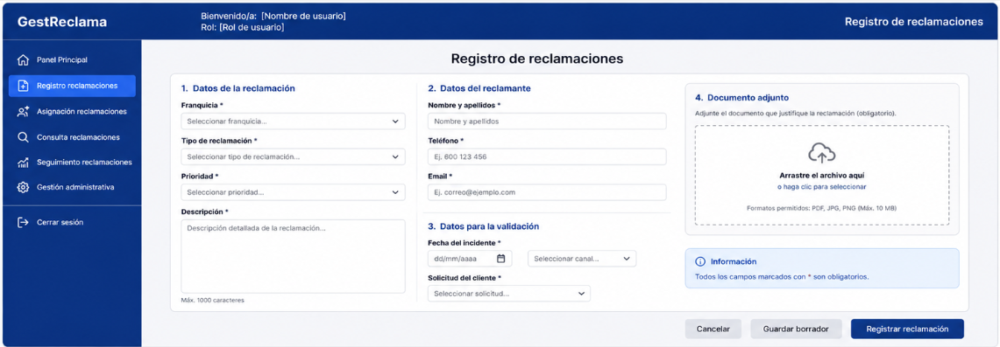 GestReclama
Bienvenido/a: [Nombre de usuario]
Rol: [Rol de usuario]
Registro de reclamaciones
Panel Principal
Registro reclamaciones
Asignación reclamaciones
Consulta reclamaciones
Seguimiento reclamaciones
Gestión administrativa
Cerrar sesión
Registro de reclamaciones
1. Datos de la reclamación
Franquicia *
Seleccionar franquicia...
Tipo de reclamación *
Seleccionar tipo de reclamación...
Prioridad *
Seleccionar prioridad...
Descripción *
Descripción detallada de la reclamación...
Máx. 1000 caracteres
2. Datos del reclamante
Nombre y apellidos *
Nombre y apellidos
Teléfono *
Ej. 600 123 456
Email *
Ej. correo@ejemplo.com
3. Datos para la validación
Fecha del incidente *
dd/mm/aaaa
Seleccionar canal...
Solicitud del cliente *
Seleccionar solicitud...
4. Documento adjunto
Adjunte el documento que justifique la reclamación (obligatorio).
Arrastre el archivo aquí
o haga clic para seleccionar
Formatos permitidos: PDF, JPG, PNG (Máx. 10 MB)
Información
Todos los campos marcados con * son obligatorios.
Cancelar
Guardar borrador
Registrar reclamación